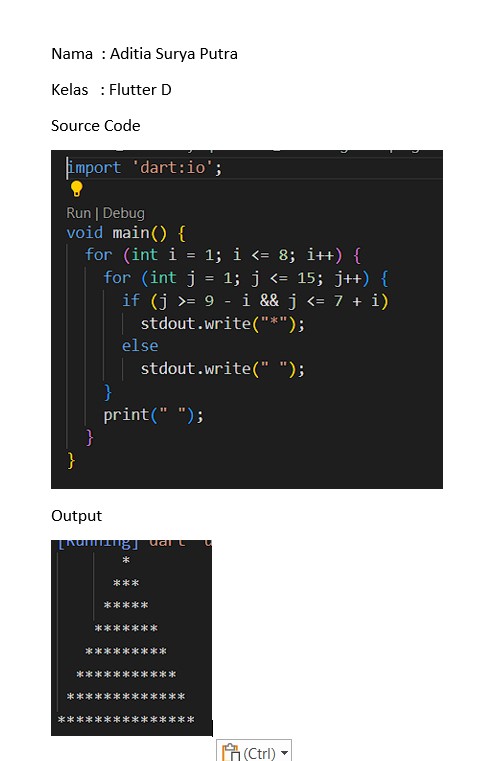 Nama : Aditia Surya Putra
Kelas : Flutter D
Source Code
import 'dart:io';
Run | Debug
void main() {
  for (int i = 1; i <= 8; i++) {
    for (int j = 1; j <= 15; j++) {
      if (j >= 9 - i && j <= 7 + i)
        stdout.write("*");
      else
        stdout.write(" ");
    }
    print(" ");
  }
}
Output
[Running] dart
       *
      ***
     *****
    *******
   *********
  ***********
 *************
***************
(Ctrl)